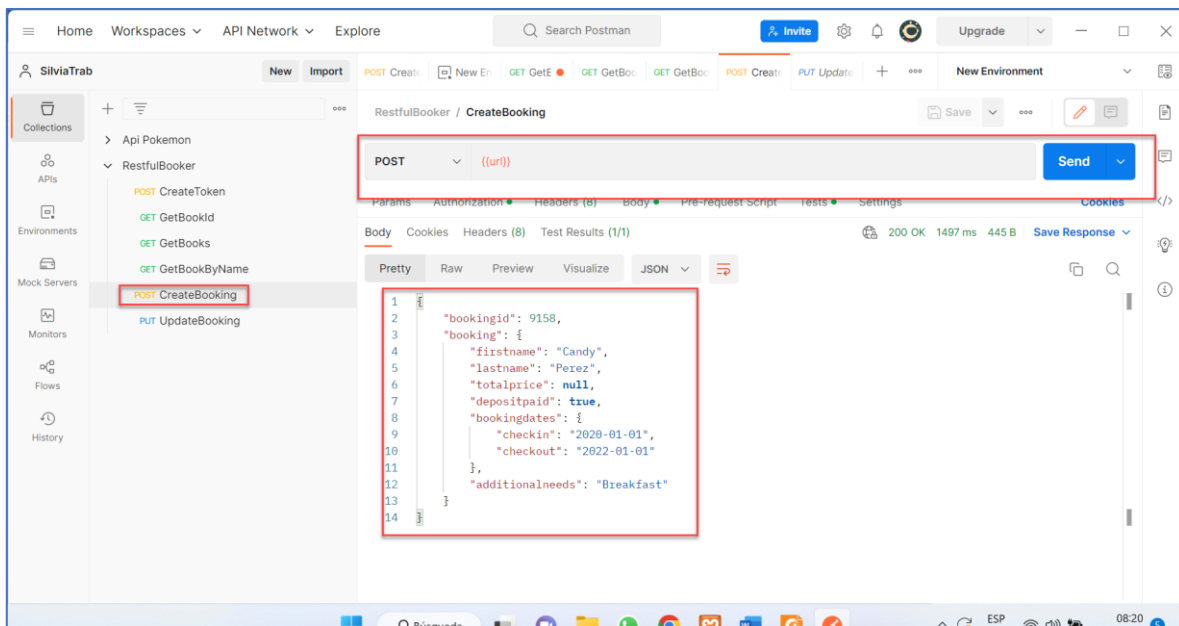 Home Workspaces API Network Explore Search Postman Invite Upgrade
SilviaTrab New Import POST Create New En GET GetE GET GetBoo GET GetBoo POST Create PUT Update New Environment
Collections
APIs
Environments
Mock Servers
Monitors
Flows
History
Api Pokemon
RestfulBooker
POST CreateToken
GET GetBookId
GET GetBooks
GET GetBookByName
POST CreateBooking
PUT UpdateBooking
RestfulBooker / CreateBooking Save
POST {{url}} Send
Params Authorization Headers (8) Body Pre-request Script Tests Settings Cookies
Body Cookies Headers (8) Test Results (1/1) 200 OK 1497 ms 445 B Save Response
Pretty Raw Preview Visualize JSON
1 {
2 "bookingid": 9158,
3 "booking": {
4 "firstname": "Candy",
5 "lastname": "Perez",
6 "totalprice": null,
7 "depositpaid": true,
8 "bookingdates": {
9 "checkin": "2020-01-01",
10 "checkout": "2022-01-01"
11 },
12 "additionalneeds": "Breakfast"
13 }
14 }
Búsqueda ESP 08:20